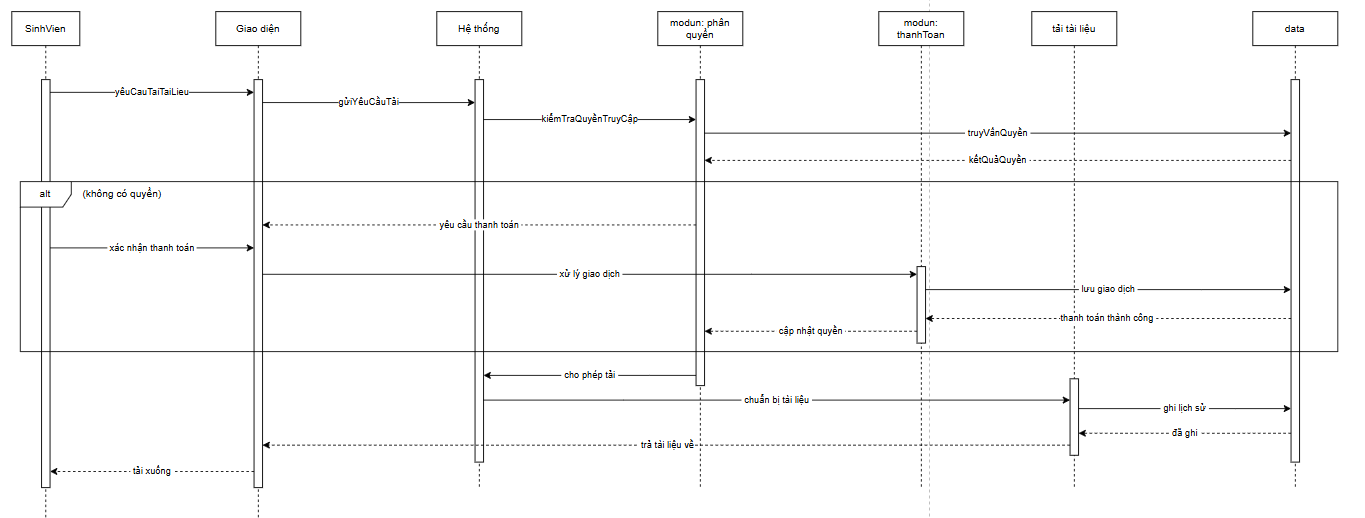 SinhVien
Giao diện
Hệ thống
modun: phân
quyền
modun:
thanhToan
tải tài liệu
data
yêuCauTaiTaiLieu
gửiYêuCầuTải
kiểmTraQuyềnTruyCập
truyVấnQuyền
kếtQuảQuyền
alt
(không có quyền)
yêu cầu thanh toán
xác nhận thanh toán
xử lý giao dịch
lưu giao dịch
thanh toán thành công
cập nhật quyền
cho phép tải
chuẩn bị tài liệu
ghi lịch sử
đã ghi
trả tài liệu về
tải xuống